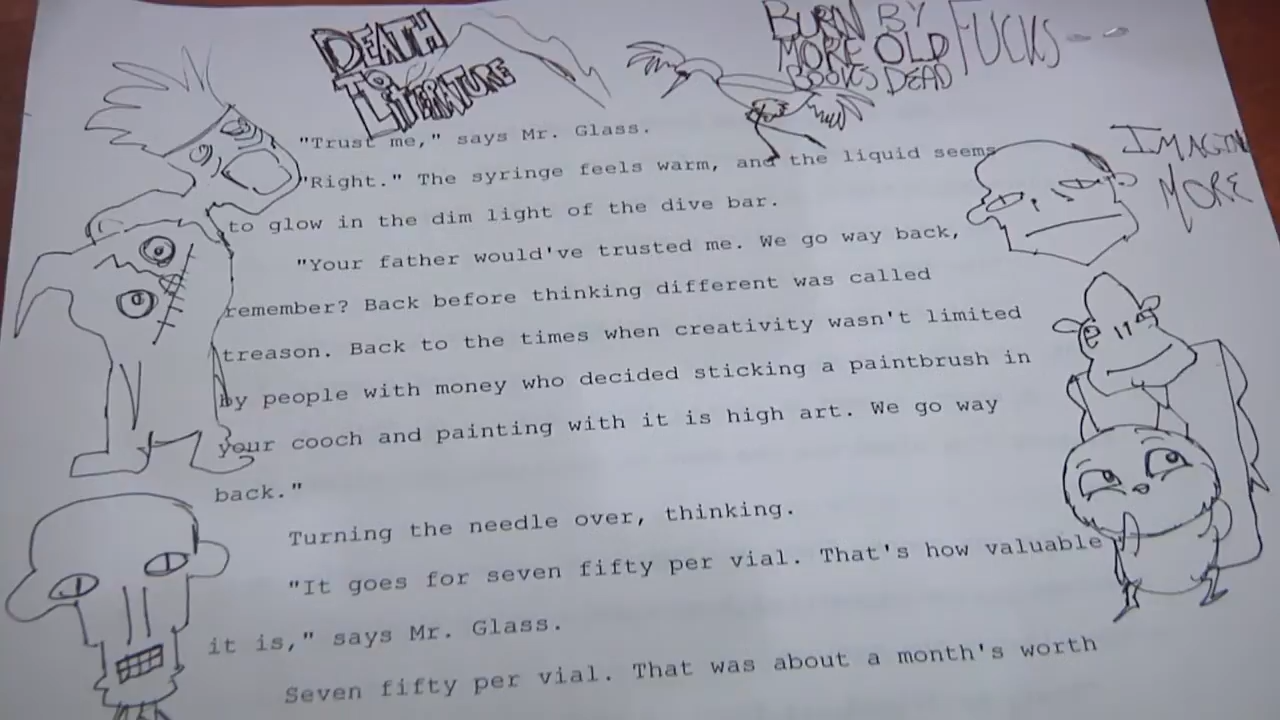 DEATH
LITERATURE
BURN BY
MORE OLD
BOOKS DEAD
FUCKS--
"Trust me," says Mr. Glass.
"Right." The syringe feels warm, and the liquid seems
to glow in the dim light of the dive bar.
"Your father would've trusted me. We go way back,
remember? Back before thinking different was called
treason. Back to the times when creativity wasn't limited
by people with money who decided sticking a paintbrush in
your cooch and painting with it is high art. We go way
back."
Turning the needle over, thinking.
"It goes for seven fifty per vial. That's how valuable
it is," says Mr. Glass.
Seven fifty per vial. That was about a month's worth
MORE